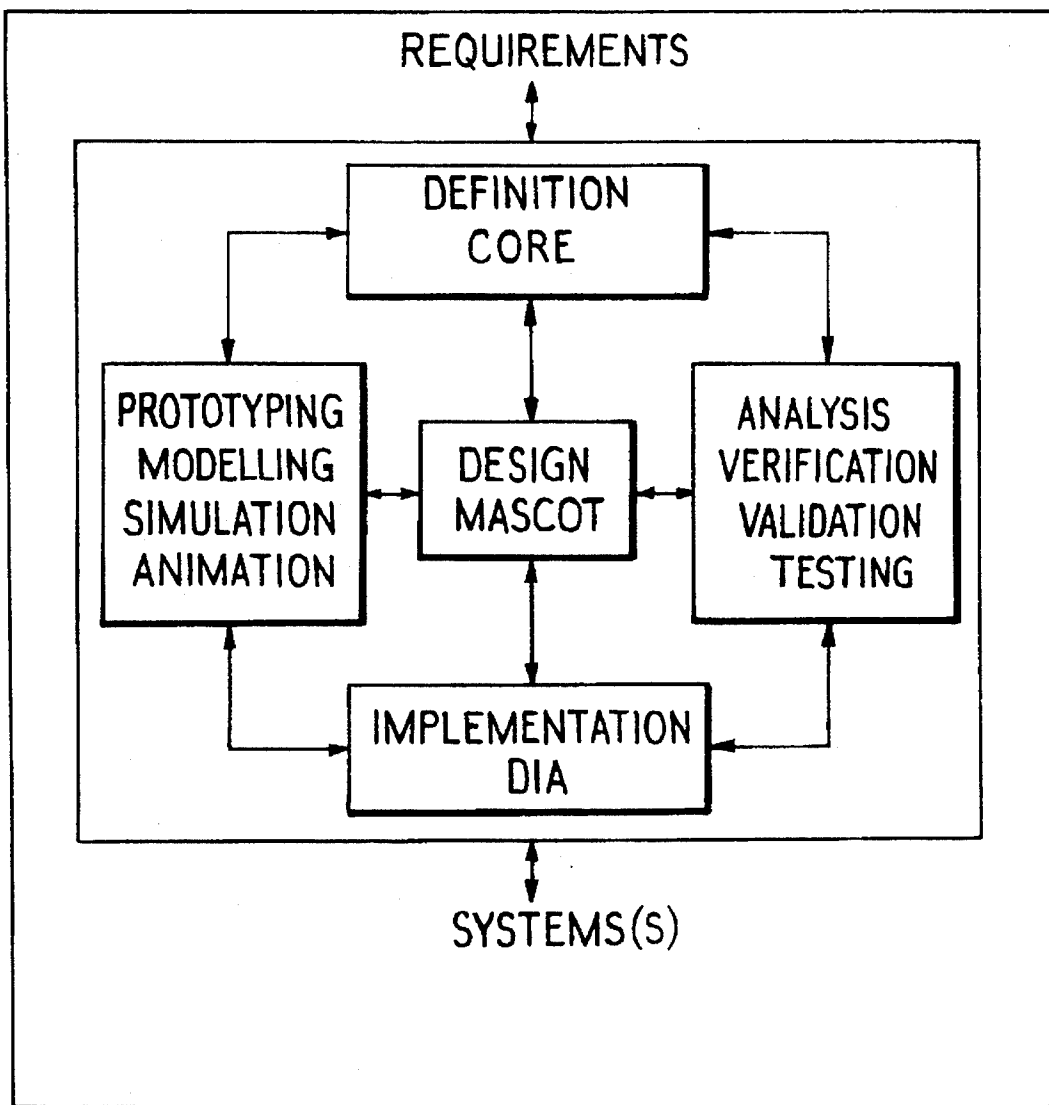 REQUIREMENTS
DEFINITION
CORE
PROTOTYPING
MODELLING
SIMULATION
ANIMATION
DESIGN
MASCOT
ANALYSIS
VERIFICATION
VALIDATION
TESTING
IMPLEMENTATION
DIA
SYSTEMS(S)